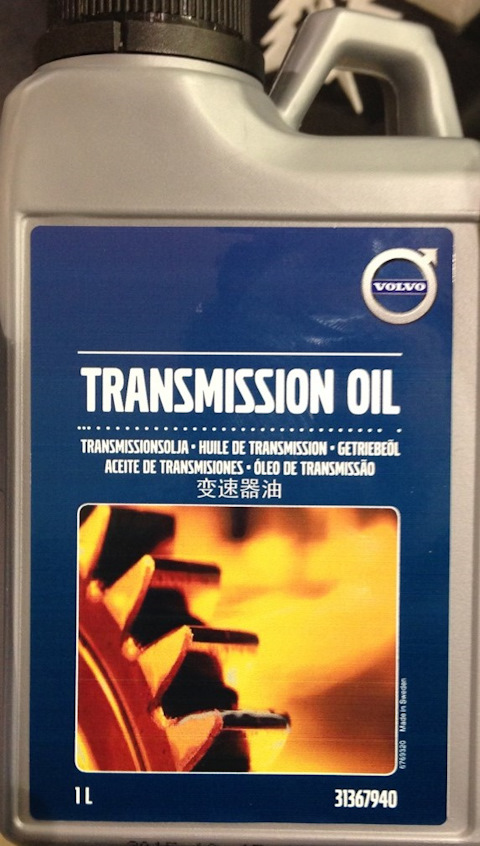 VOLVO
TRANSMISSION OIL
TRANSMISSIONSOLJA • HUILE DE TRANSMISSION • GETRIEBEÖL
ACEITE DE TRANSMISIONES • ÓLEO DE TRANSMISSÃO
变速器油
6769320 Made in Sweden
1 L
31367940